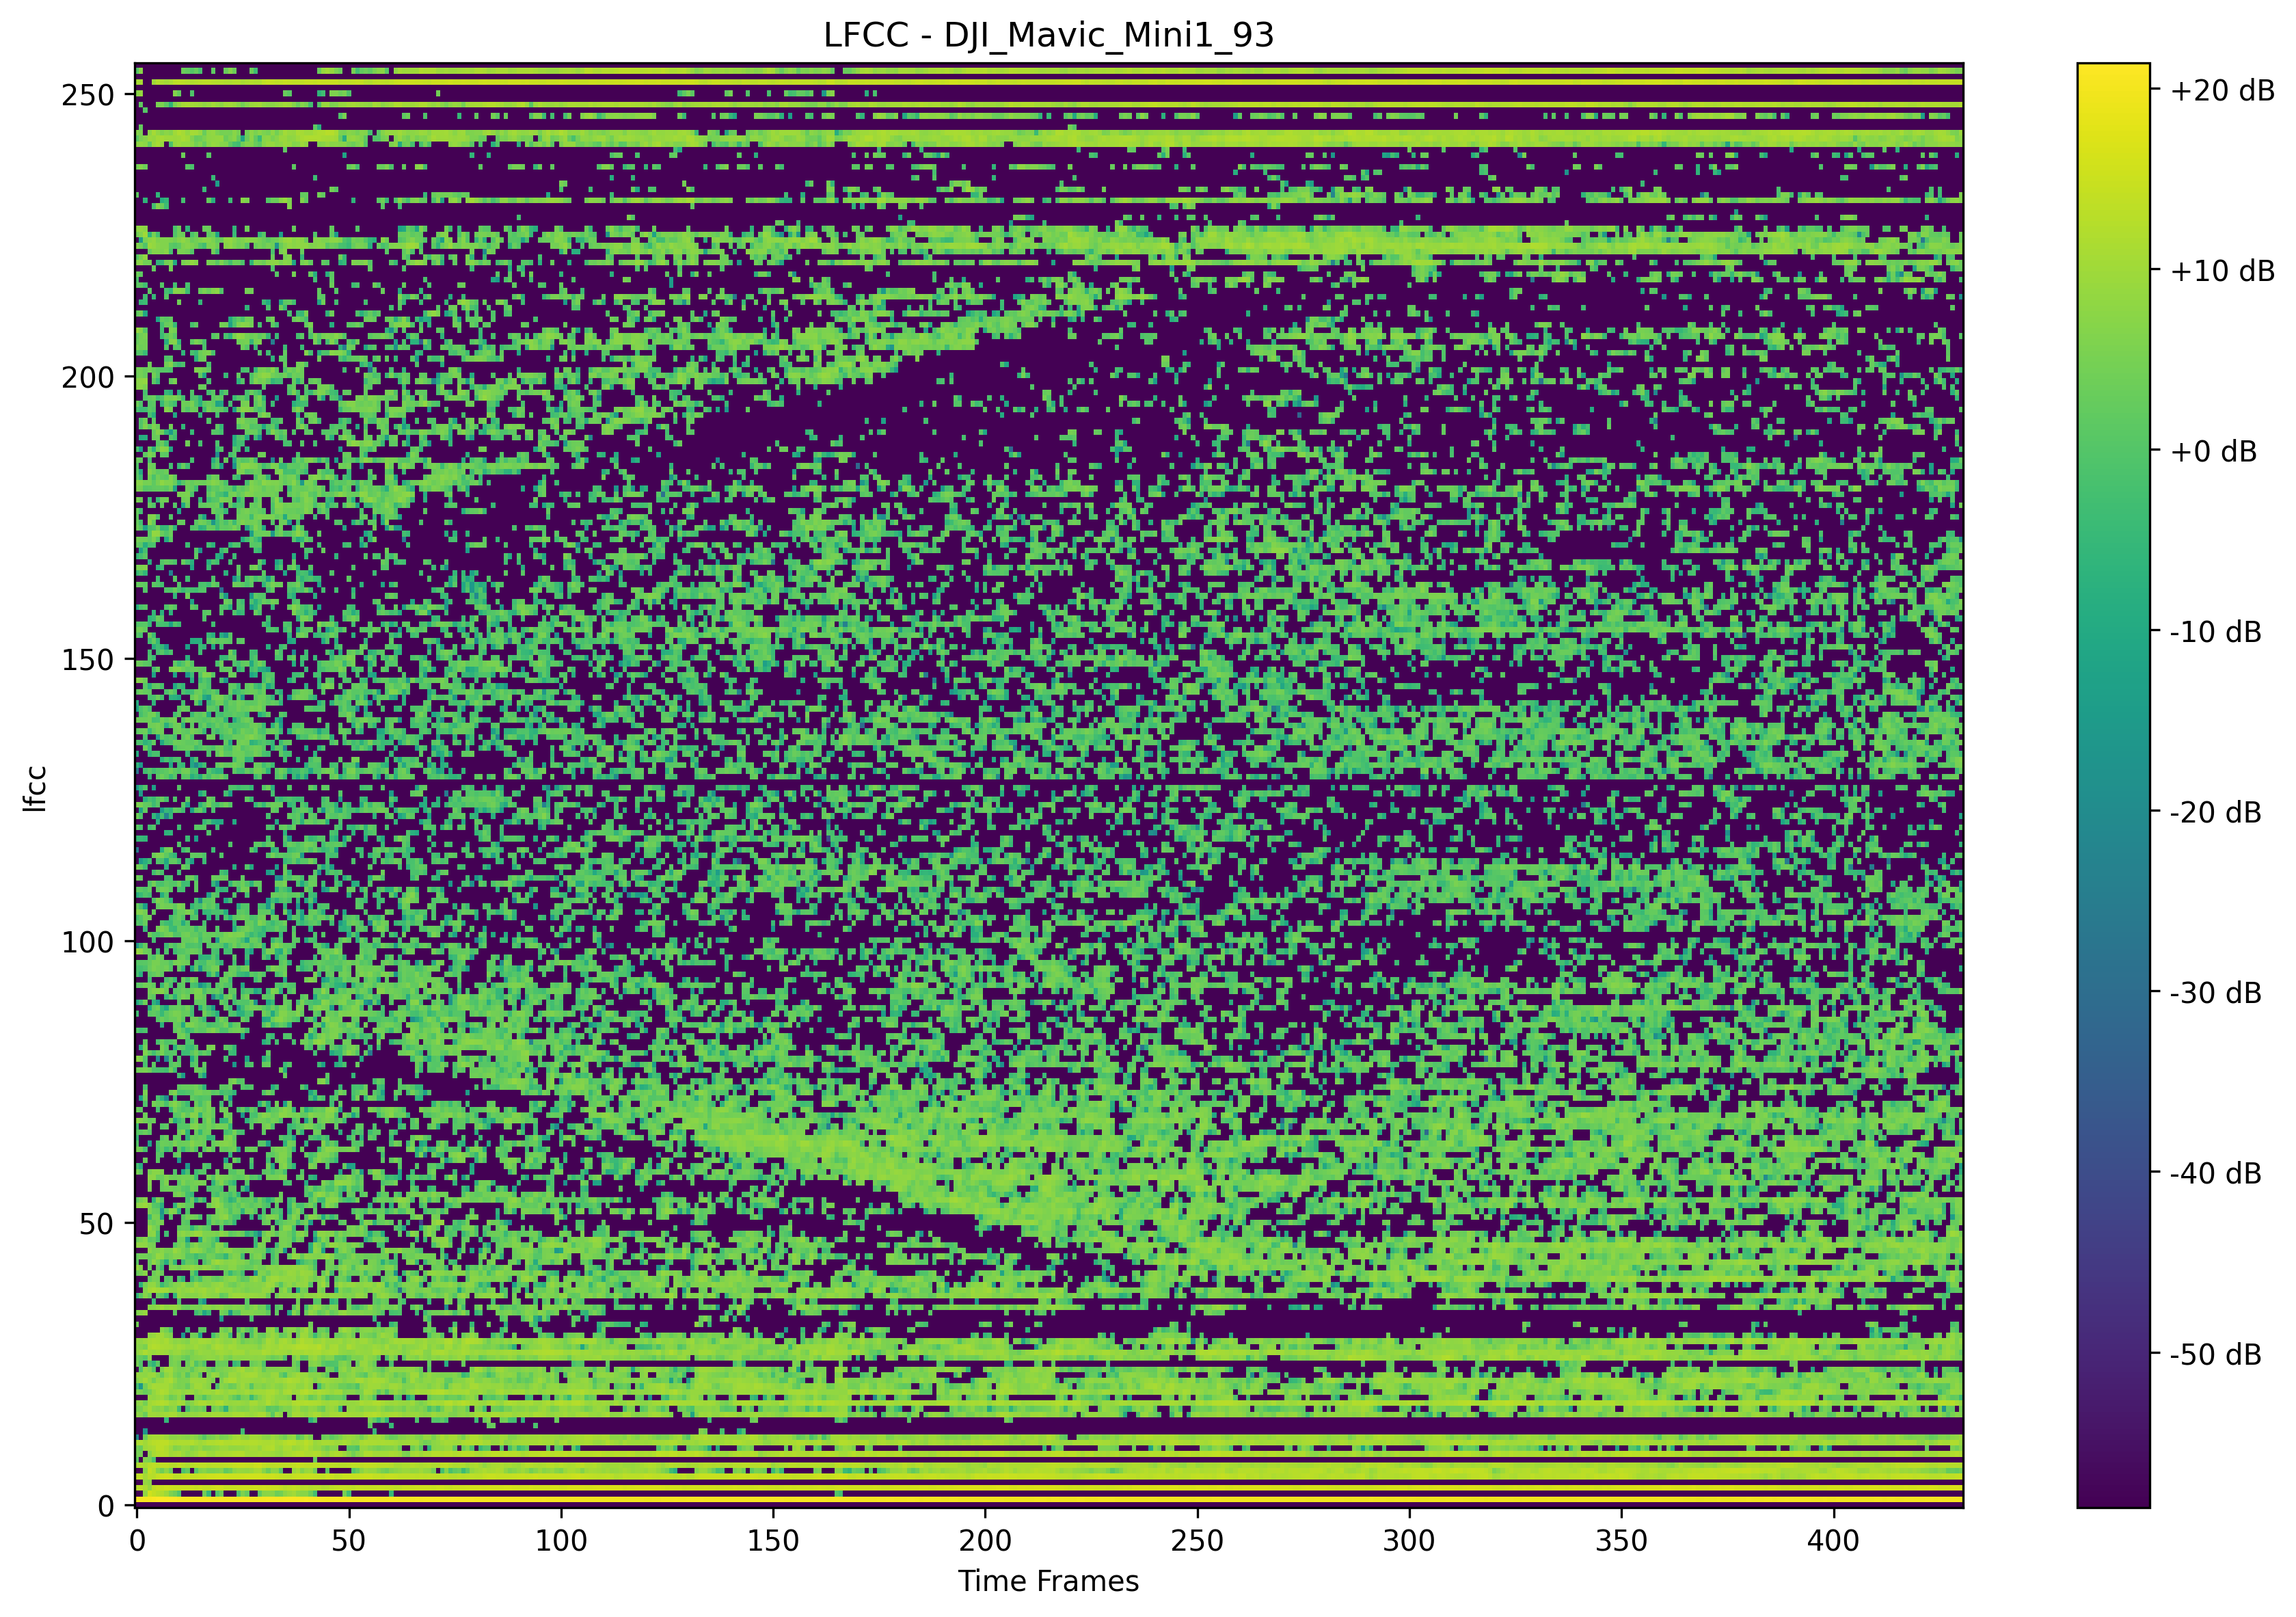 LFCC - DJI_Mavic_Mini1_93
lfcc
250
200
150
100
50
0
0 50 100 150 200 250 300 350 400
Time Frames
+20 dB
+10 dB
+0 dB
-10 dB
-20 dB
-30 dB
-40 dB
-50 dB